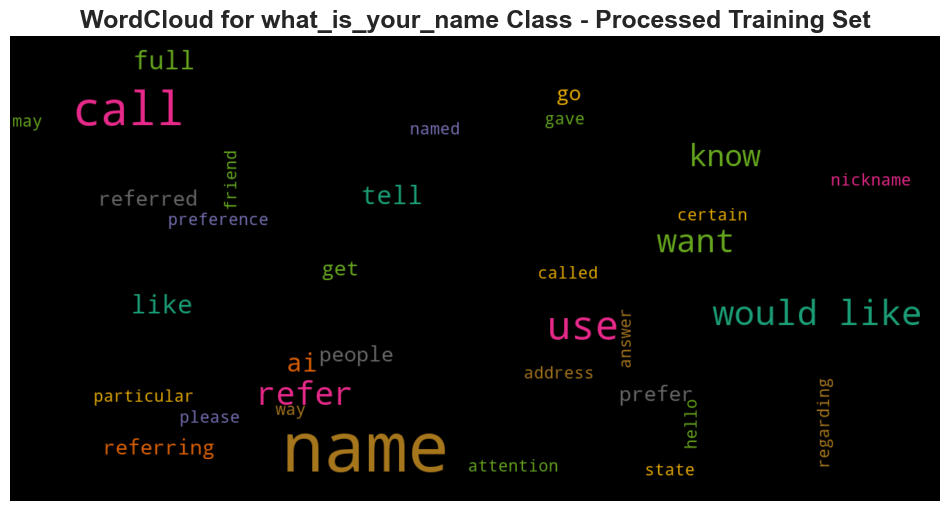 WordCloud for what_is_your_name Class - Processed Training Set
full
call
go
may
gave
named
know
friend
nickname
tell
referred
certain
preference
want
get
called
like
would like
use
answer
people
ai
address
prefer
refer
particular
way
regarding
please
hello
name
referring
attention
state